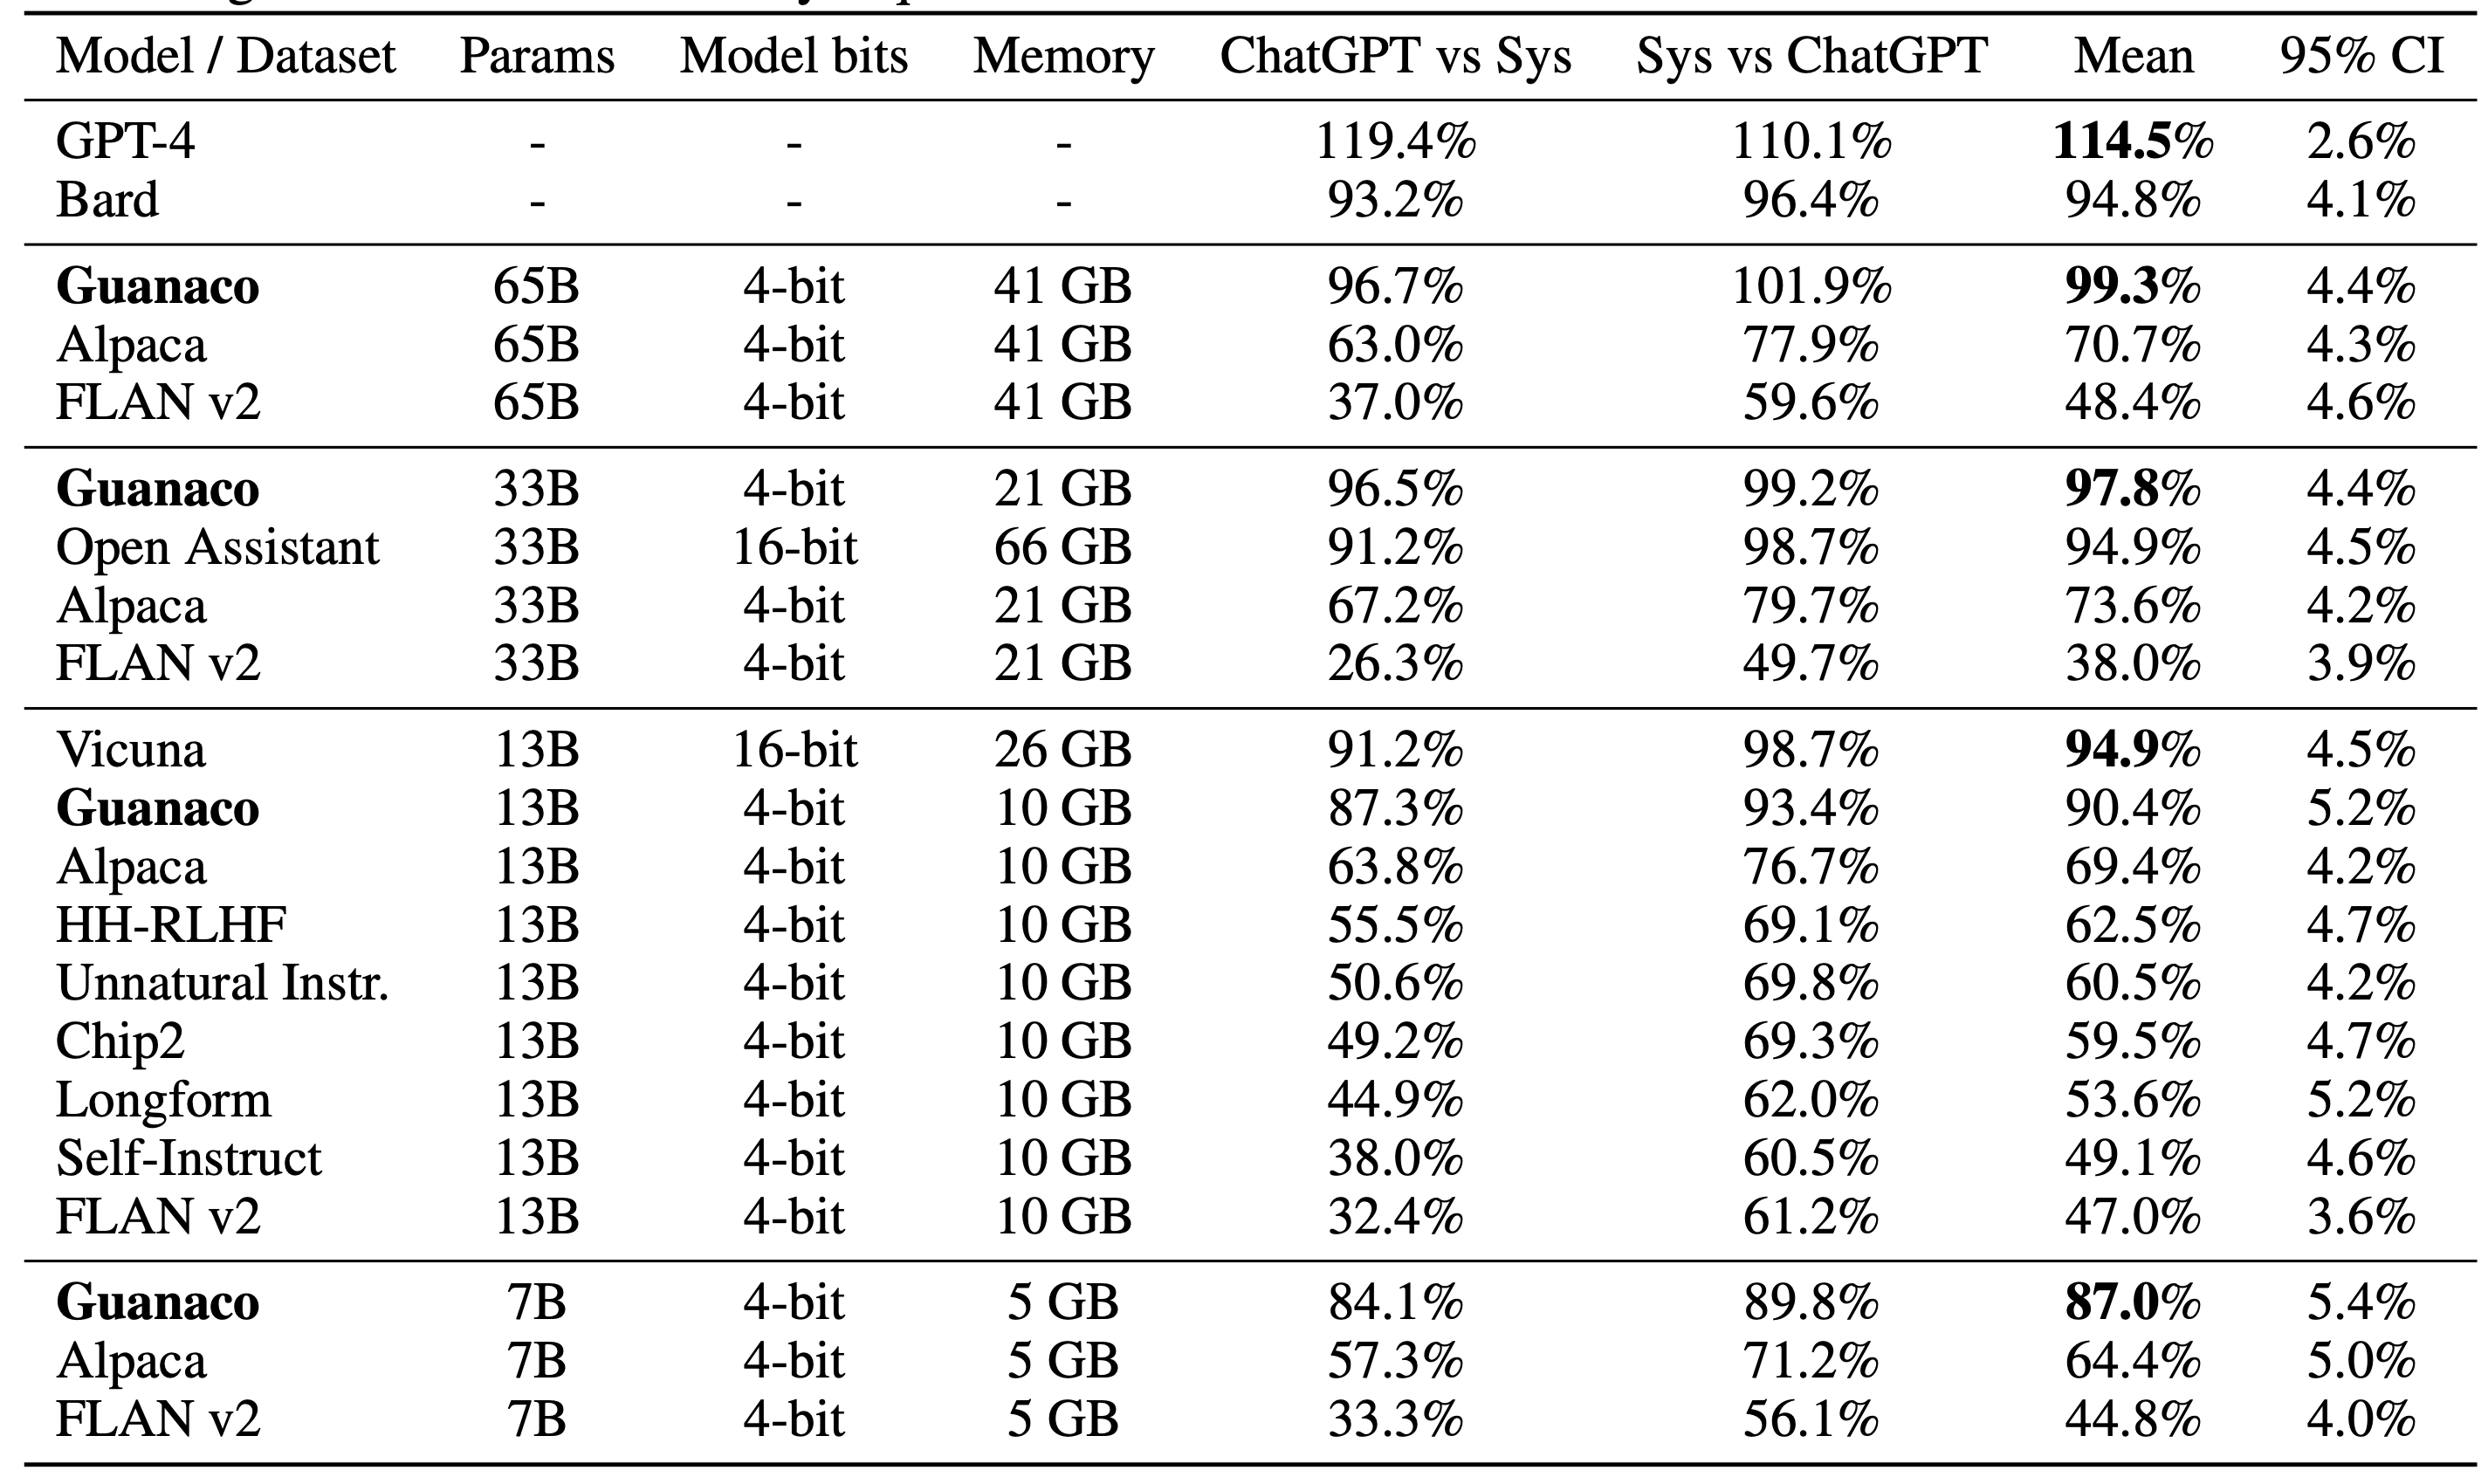 Model / Dataset Params Model bits Memory ChatGPT vs Sys Sys vs ChatGPT Mean 95% CI
GPT-4 - - - 119.4% 110.1% 114.5% 2.6%
Bard - - - 93.2% 96.4% 94.8% 4.1%
Guanaco 65B 4-bit 41 GB 96.7% 101.9% 99.3% 4.4%
Alpaca 65B 4-bit 41 GB 63.0% 77.9% 70.7% 4.3%
FLAN v2 65B 4-bit 41 GB 37.0% 59.6% 48.4% 4.6%
Guanaco 33B 4-bit 21 GB 96.5% 99.2% 97.8% 4.4%
Open Assistant 33B 16-bit 66 GB 91.2% 98.7% 94.9% 4.5%
Alpaca 33B 4-bit 21 GB 67.2% 79.7% 73.6% 4.2%
FLAN v2 33B 4-bit 21 GB 26.3% 49.7% 38.0% 3.9%
Vicuna 13B 16-bit 26 GB 91.2% 98.7% 94.9% 4.5%
Guanaco 13B 4-bit 10 GB 87.3% 93.4% 90.4% 5.2%
Alpaca 13B 4-bit 10 GB 63.8% 76.7% 69.4% 4.2%
HH-RLHF 13B 4-bit 10 GB 55.5% 69.1% 62.5% 4.7%
Unnatural Instr. 13B 4-bit 10 GB 50.6% 69.8% 60.5% 4.2%
Chip2 13B 4-bit 10 GB 49.2% 69.3% 59.5% 4.7%
Longform 13B 4-bit 10 GB 44.9% 62.0% 53.6% 5.2%
Self-Instruct 13B 4-bit 10 GB 38.0% 60.5% 49.1% 4.6%
FLAN v2 13B 4-bit 10 GB 32.4% 61.2% 47.0% 3.6%
Guanaco 7B 4-bit 5 GB 84.1% 89.8% 87.0% 5.4%
Alpaca 7B 4-bit 5 GB 57.3% 71.2% 64.4% 5.0%
FLAN v2 7B 4-bit 5 GB 33.3% 56.1% 44.8% 4.0%